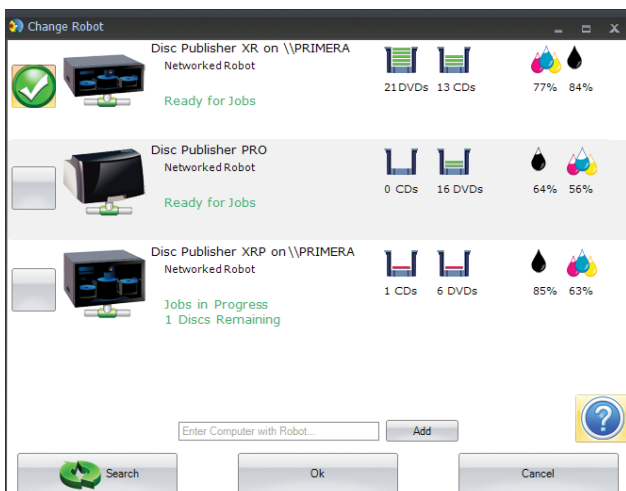 Change Robot
Disc Publisher XR on \\PRIMERA
Networked Robot
Ready for Jobs
21 DVDs 13 CDs
77% 84%
Disc Publisher PRO
Networked Robot
Ready for Jobs
0 CDs 16 DVDs
64% 56%
Disc Publisher XRP on \\PRIMERA
Networked Robot
Jobs in Progress
1 Discs Remaining
1 CDs 6 DVDs
85% 63%
Enter Computer with Robot...
Add
?
Search
Ok
Cancel